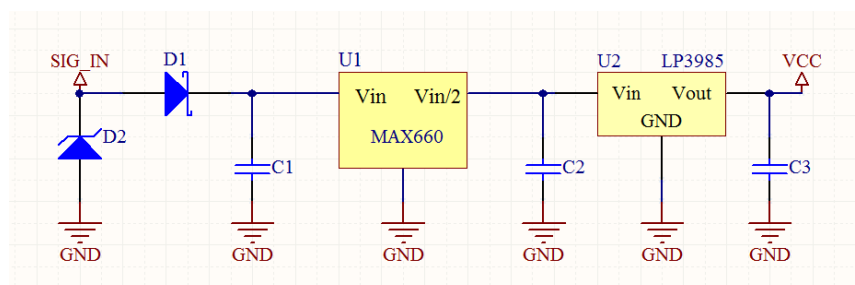 SIG_IN
D1
U1
U2 LP3985
VCC
Vin Vin/2
Vin Vout
GND
MAX660
D2
C1
C2
C3
GND
GND
GND
GND
GND
GND